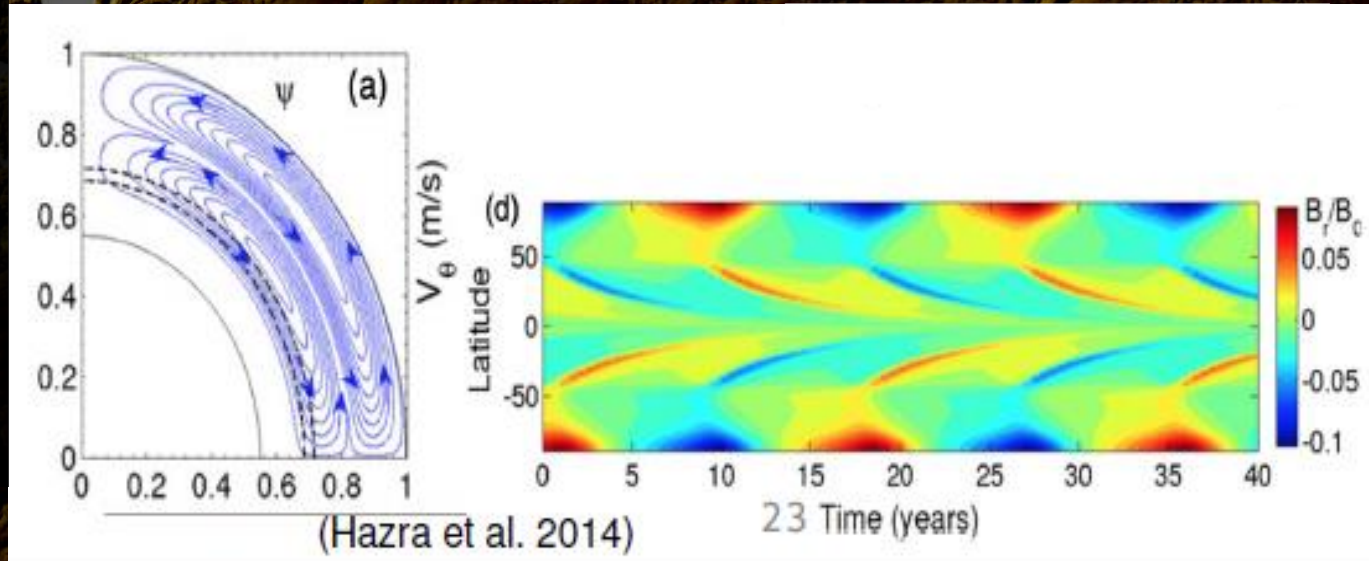 ψ (a)
1
0.8
0.6
0.4
0.2
0
0 0.2 0.4 0.6 0.8 1
V_θ (m/s)
(d)
Latitude
50
0
-50
0 5 10 15 20 25 30 35 40
B_r/B_0
0.05
0
-0.05
-0.1
23 Time (years)
(Hazra et al. 2014)